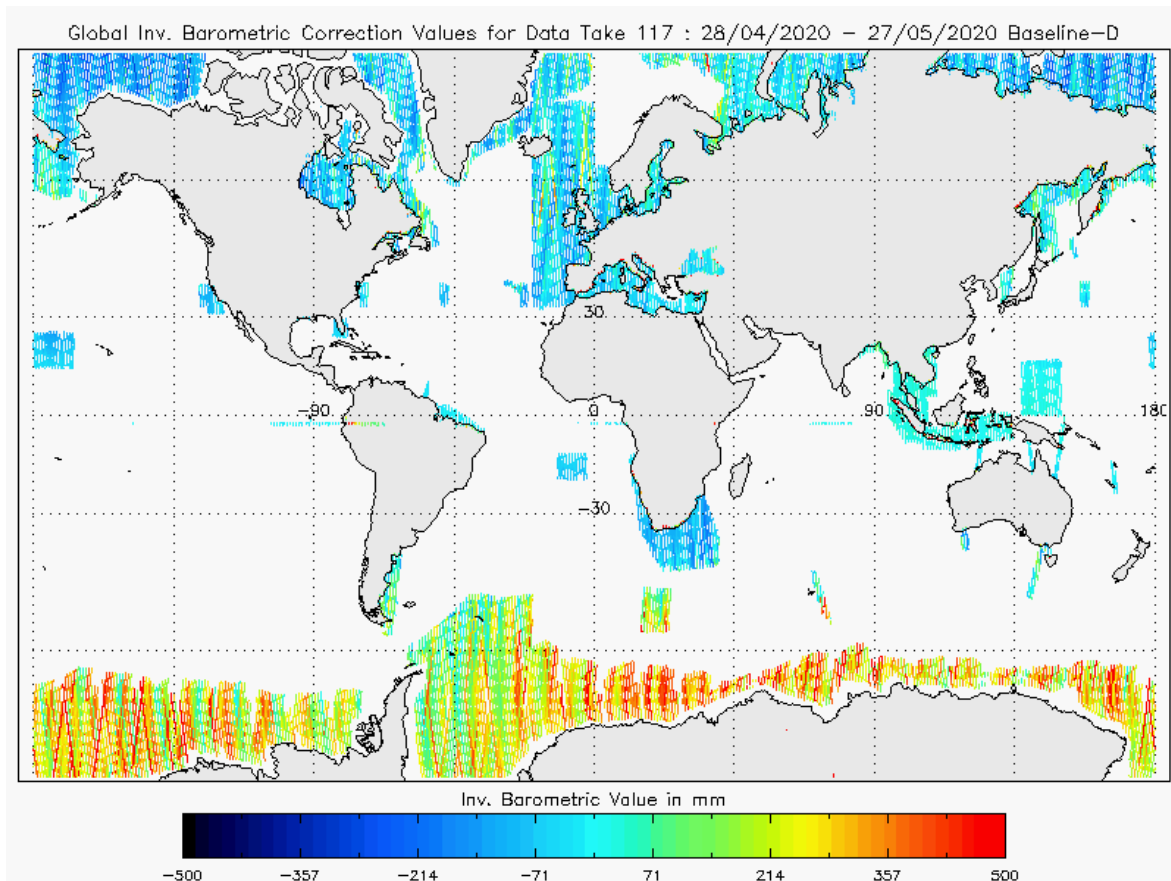 Global Inv. Barometric Correction Values for Data Take 117 : 28/04/2020 – 27/05/2020 Baseline-D
30
-90 0 90 180
-30
Inv. Barometric Value in mm
-500 -357 -214 -71 71 214 357 500